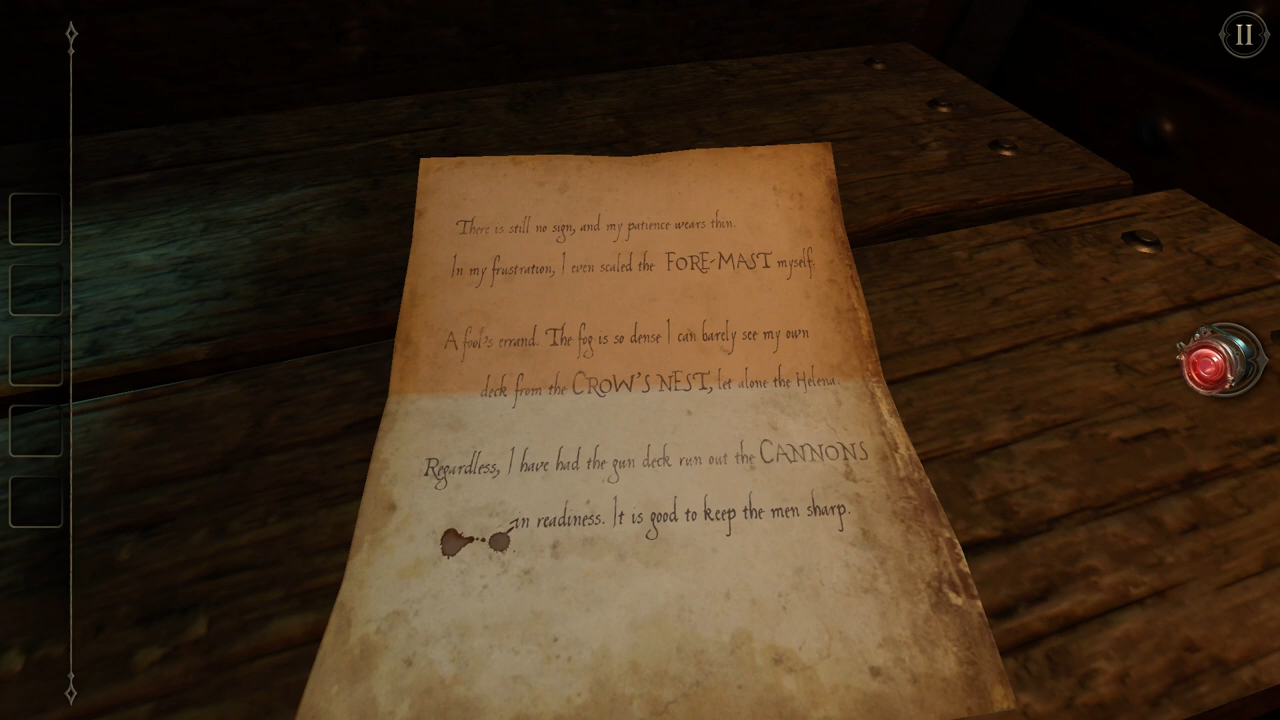 II
There is still no sign, and my patience wears thin.
In my frustration, I even scaled the FORE-MAST myself.
A fool's errand. The fog is so dense I can barely see my own
deck from the CROW'S NEST, let alone the Helena.
Regardless, I have had the gun deck run out the CANNONS
in readiness. It is good to keep the men sharp.